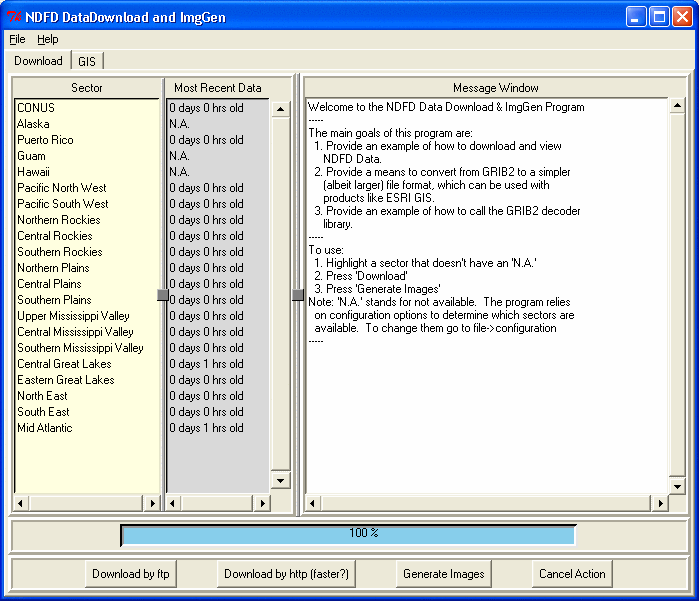 NDFD DataDownload and ImgGen
File Help
Download GIS
Sector Most Recent Data
CONUS 0 days 0 hrs old
Alaska N.A.
Puerto Rico 0 days 0 hrs old
Guam N.A.
Hawaii N.A.
Pacific North West 0 days 0 hrs old
Pacific South West 0 days 0 hrs old
Northern Rockies 0 days 0 hrs old
Central Rockies 0 days 0 hrs old
Southern Rockies 0 days 0 hrs old
Northern Plains 0 days 0 hrs old
Central Plains 0 days 0 hrs old
Southern Plains 0 days 0 hrs old
Upper Mississippi Valley 0 days 0 hrs old
Central Mississippi Valley 0 days 0 hrs old
Southern Mississippi Valley 0 days 0 hrs old
Central Great Lakes 0 days 1 hrs old
Eastern Great Lakes 0 days 0 hrs old
North East 0 days 0 hrs old
South East 0 days 0 hrs old
Mid Atlantic 0 days 1 hrs old
Message Window
Welcome to the NDFD Data Download & ImgGen Program
-----
The main goals of this program are:
1. Provide an example of how to download and view
NDFD Data.
2. Provide a means to convert from GRIB2 to a simpler
(albeit larger) file format, which can be used with
products like ESRI GIS.
3. Provide an example of how to call the GRIB2 decoder
library.
-----
To use:
1. Highlight a sector that doesn't have an 'N.A.'
2. Press 'Download'
3. Press 'Generate Images'
Note: 'N.A.' stands for not available. The program relies
on configuration options to determine which sectors are
available. To change them go to file->configuration
-----
100 %
Download by ftp Download by http (faster?) Generate Images Cancel Action